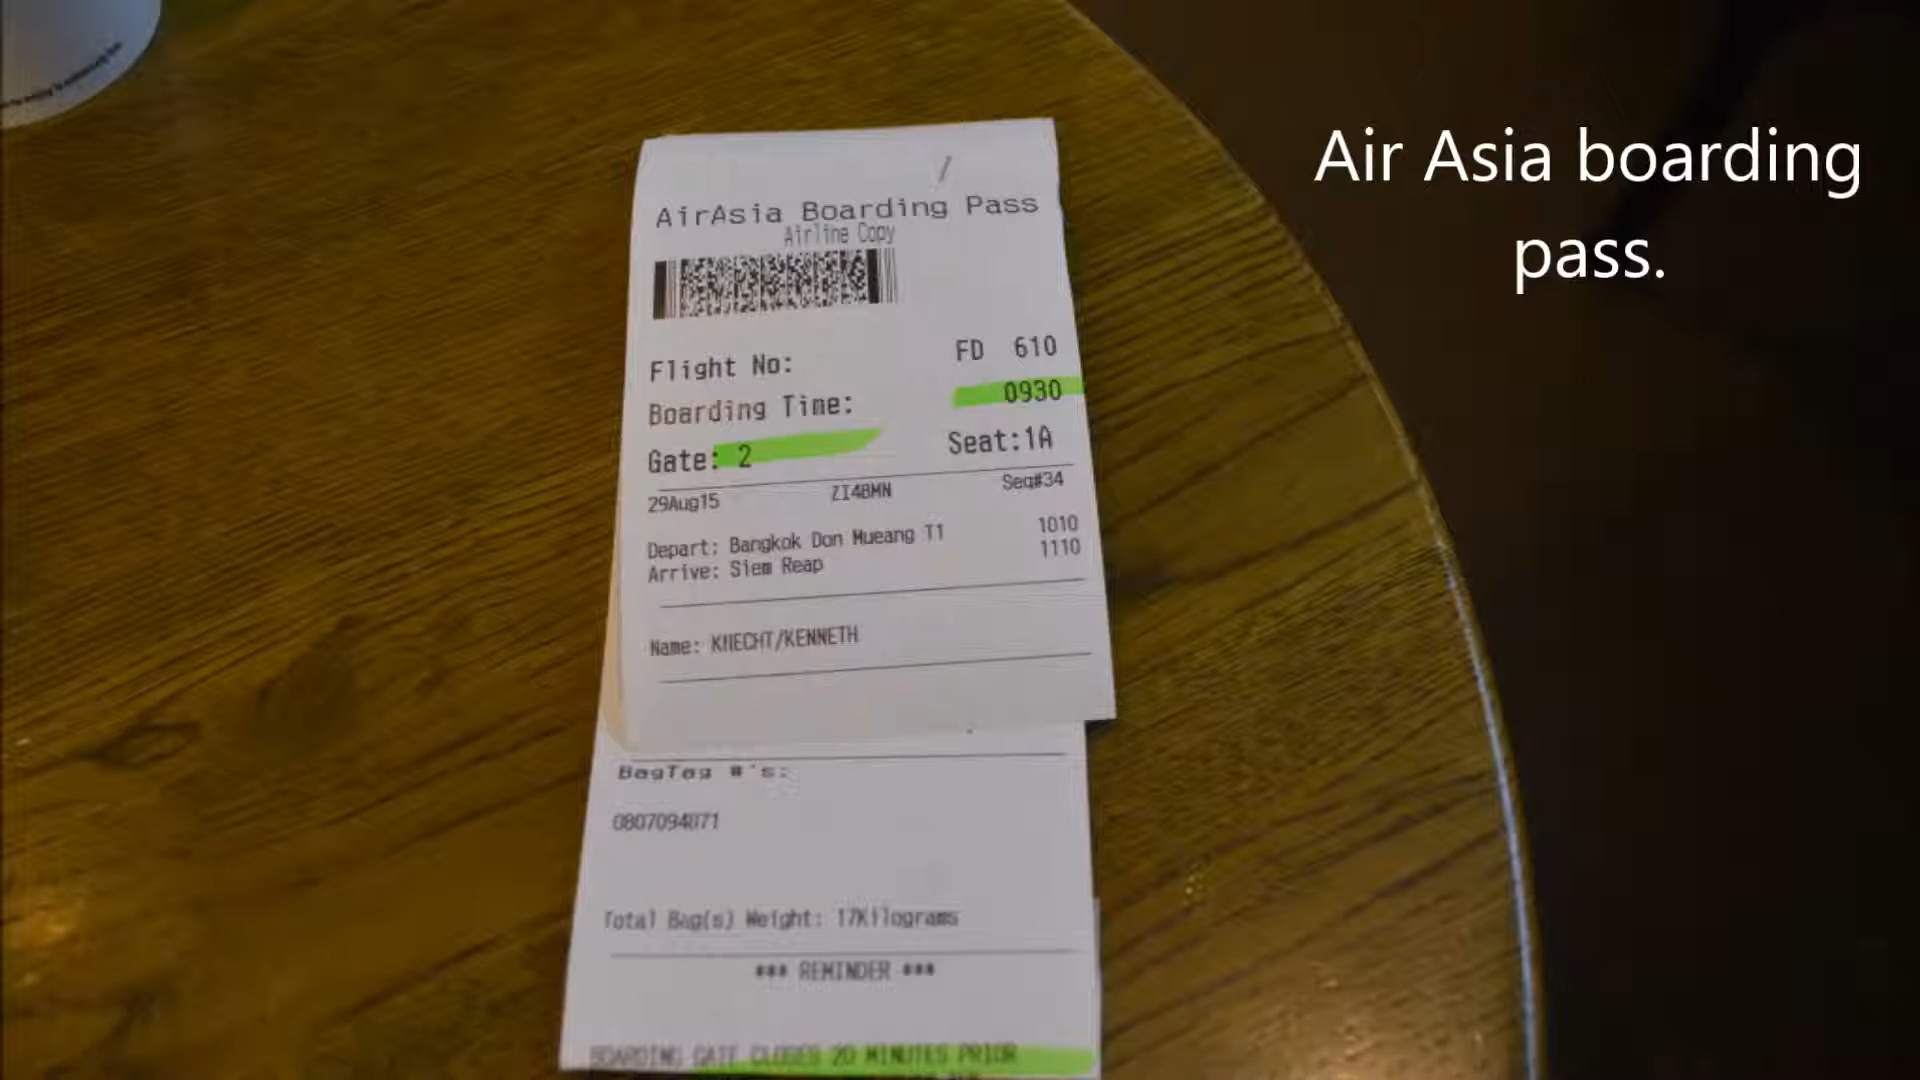 Air Asia boarding
pass.
AirAsia Boarding Pass
Airline Copy
Flight No: FD 610
Boarding Time: 0930
Gate: 2 Seat:1A
29Aug15 ZI4BMN Seq#34
Depart: Bangkok Don Mueang T1 1010
Arrive: Siem Reap 1110
Name: KNECHT/KENNETH
BagTag #'s:
0807094871
Total Bag(s) Weight: 17Kilograms
*** REMINDER ***
BOARDING GATE CLOSES 20 MINUTES PRIOR